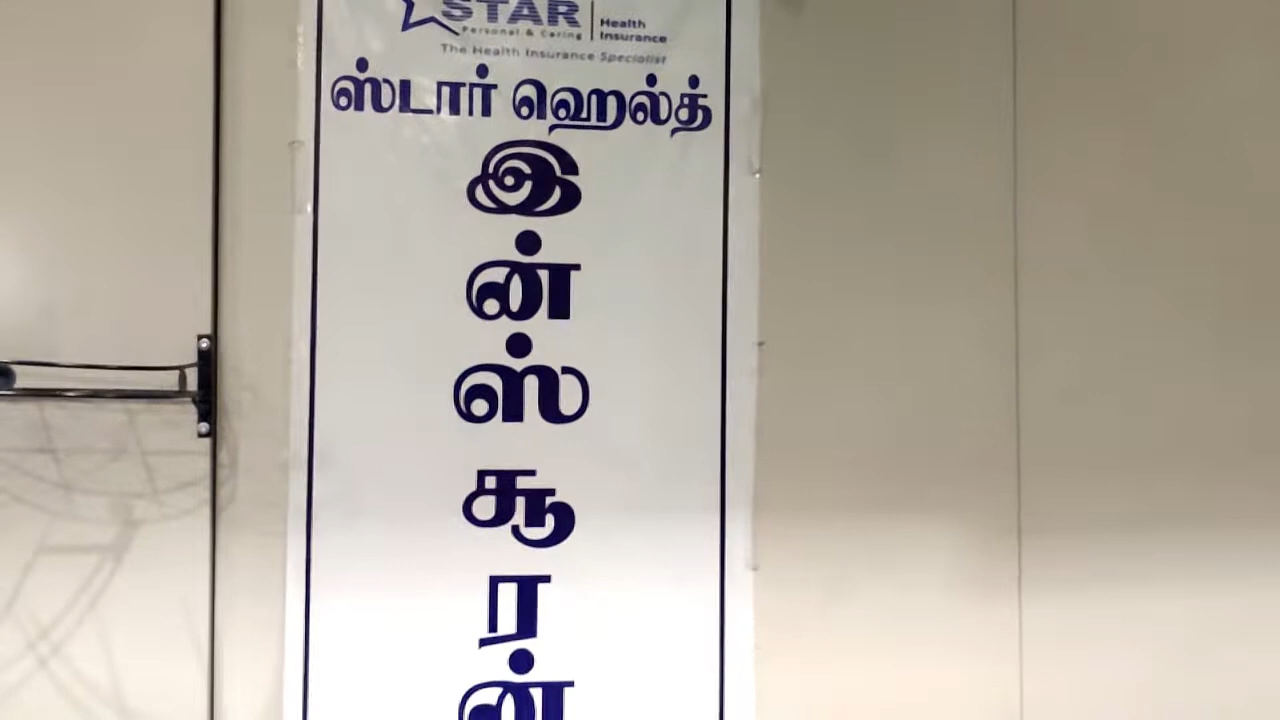 STAR Health
Personal & Caring Insurance
The Health Insurance Specialist
ஸ்டார் ஹெல்த்
இ
ன்
ஸ்
சூ
ர
ன்